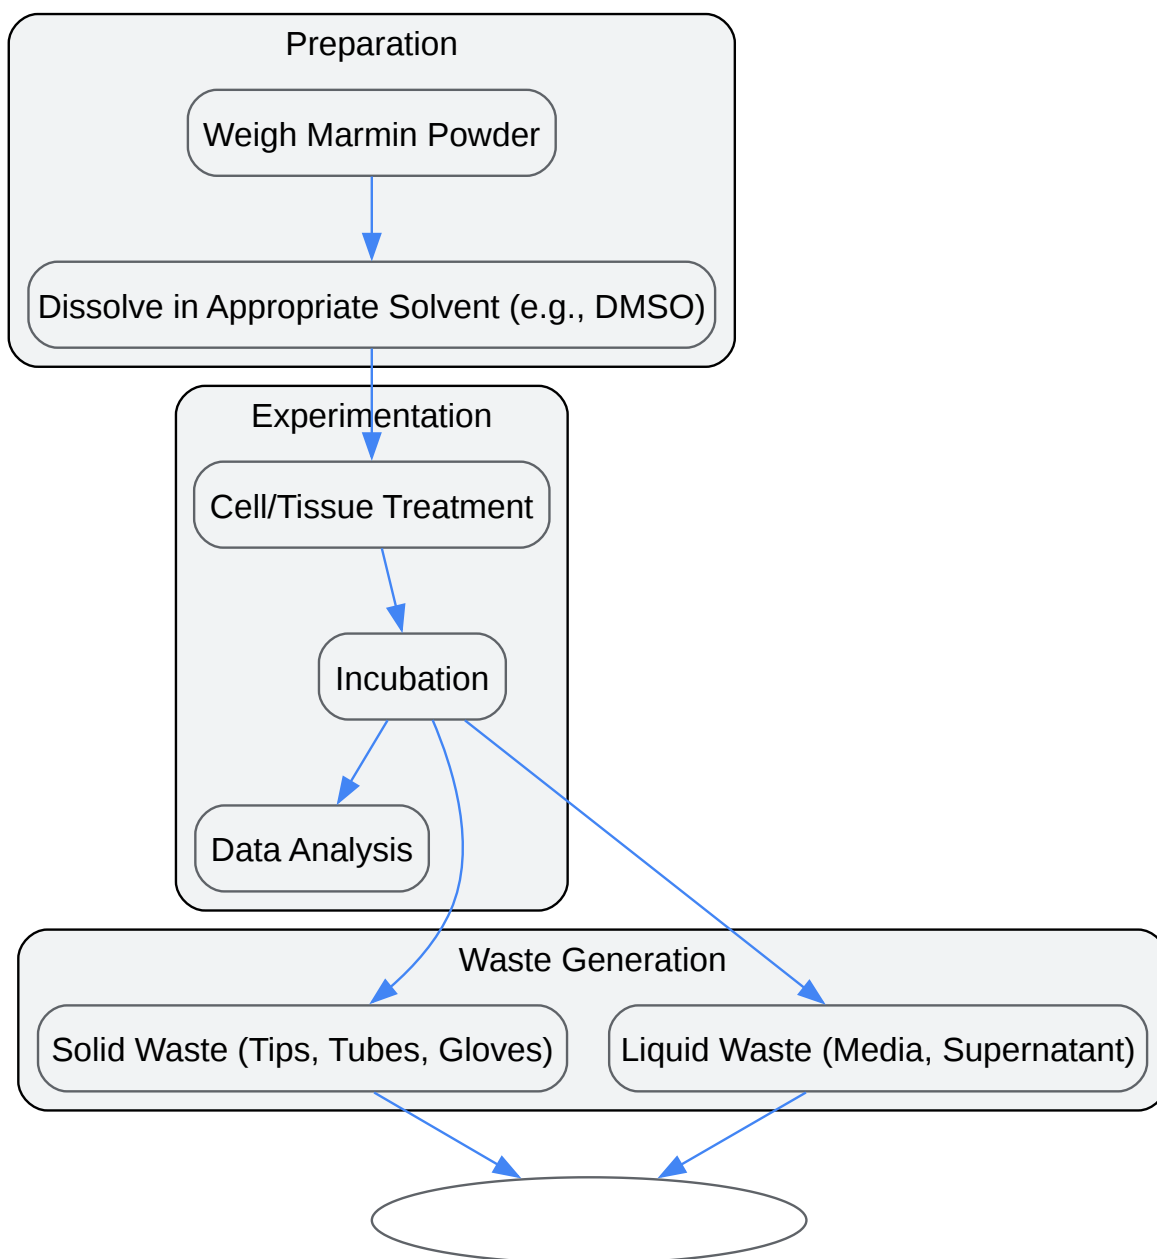 Preparation
Weigh Marmin Powder
Dissolve in Appropriate Solvent (e.g., DMSO)
Experimentation
Cell/Tissue Treatment
Incubation
Data Analysis
Waste Generation
Solid Waste (Tips, Tubes, Gloves)
Liquid Waste (Media, Supernatant)